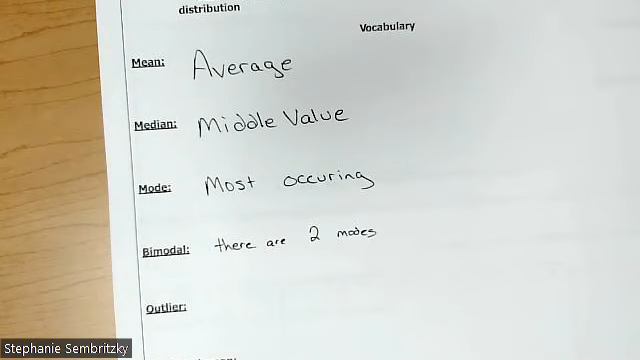 distribution
Vocabulary
Mean: Average
Median: Middle Value
Mode: Most occuring
Bimodal: there are 2 modes
Outlier:
Stephanie Sembritzky